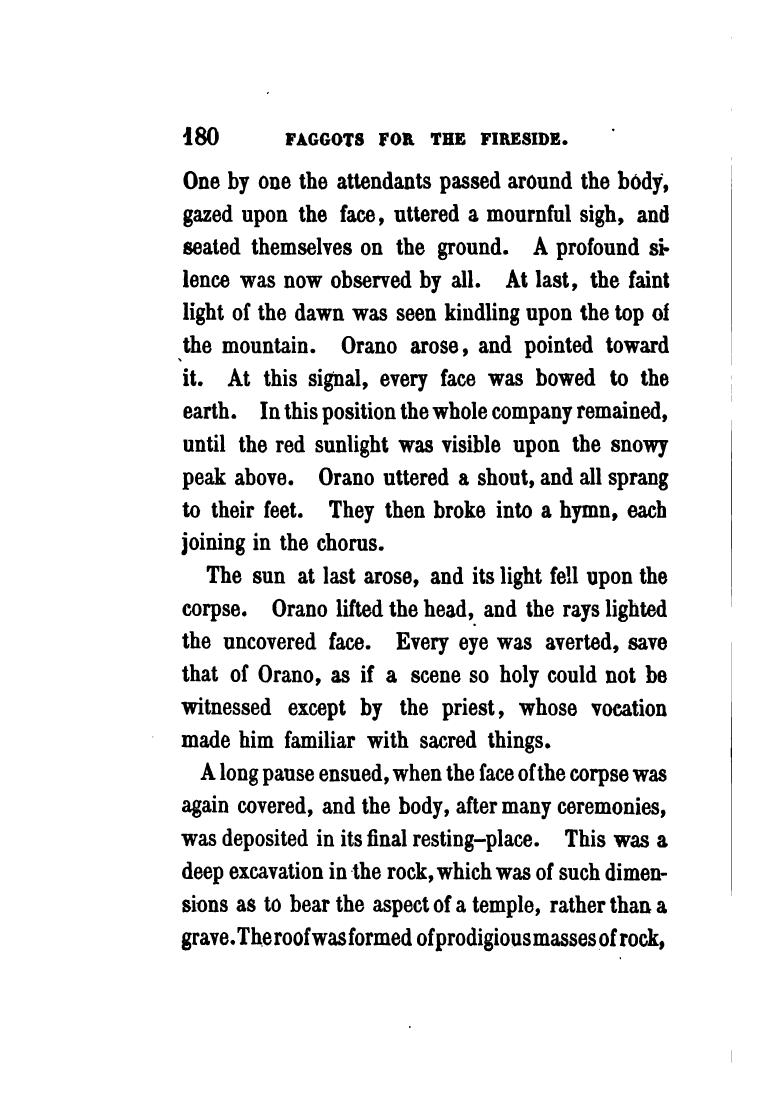 180 FAGGOTS FOR THE FIRESIDE.
One by one the attendants passed around the body,
gazed upon the face, uttered a mournful sigh, and
seated themselves on the ground. A profound si-
lence was now observed by all. At last, the faint
light of the dawn was seen kindling upon the top of
the mountain. Orano arose, and pointed toward
it. At this signal, every face was bowed to the
earth. In this position the whole company remained,
until the red sunlight was visible upon the snowy
peak above. Orano uttered a shout, and all sprang
to their feet. They then broke into a hymn, each
joining in the chorus.
The sun at last arose, and its light fell upon the
corpse. Orano lifted the head, and the rays lighted
the uncovered face. Every eye was averted, save
that of Orano, as if a scene so holy could not be
witnessed except by the priest, whose vocation
made him familiar with sacred things.
A long pause ensued, when the face of the corpse was
again covered, and the body, after many ceremonies,
was deposited in its final resting-place. This was a
deep excavation in the rock, which was of such dimen-
sions as to bear the aspect of a temple, rather than a
grave. The roof was formed of prodigious masses of rock,